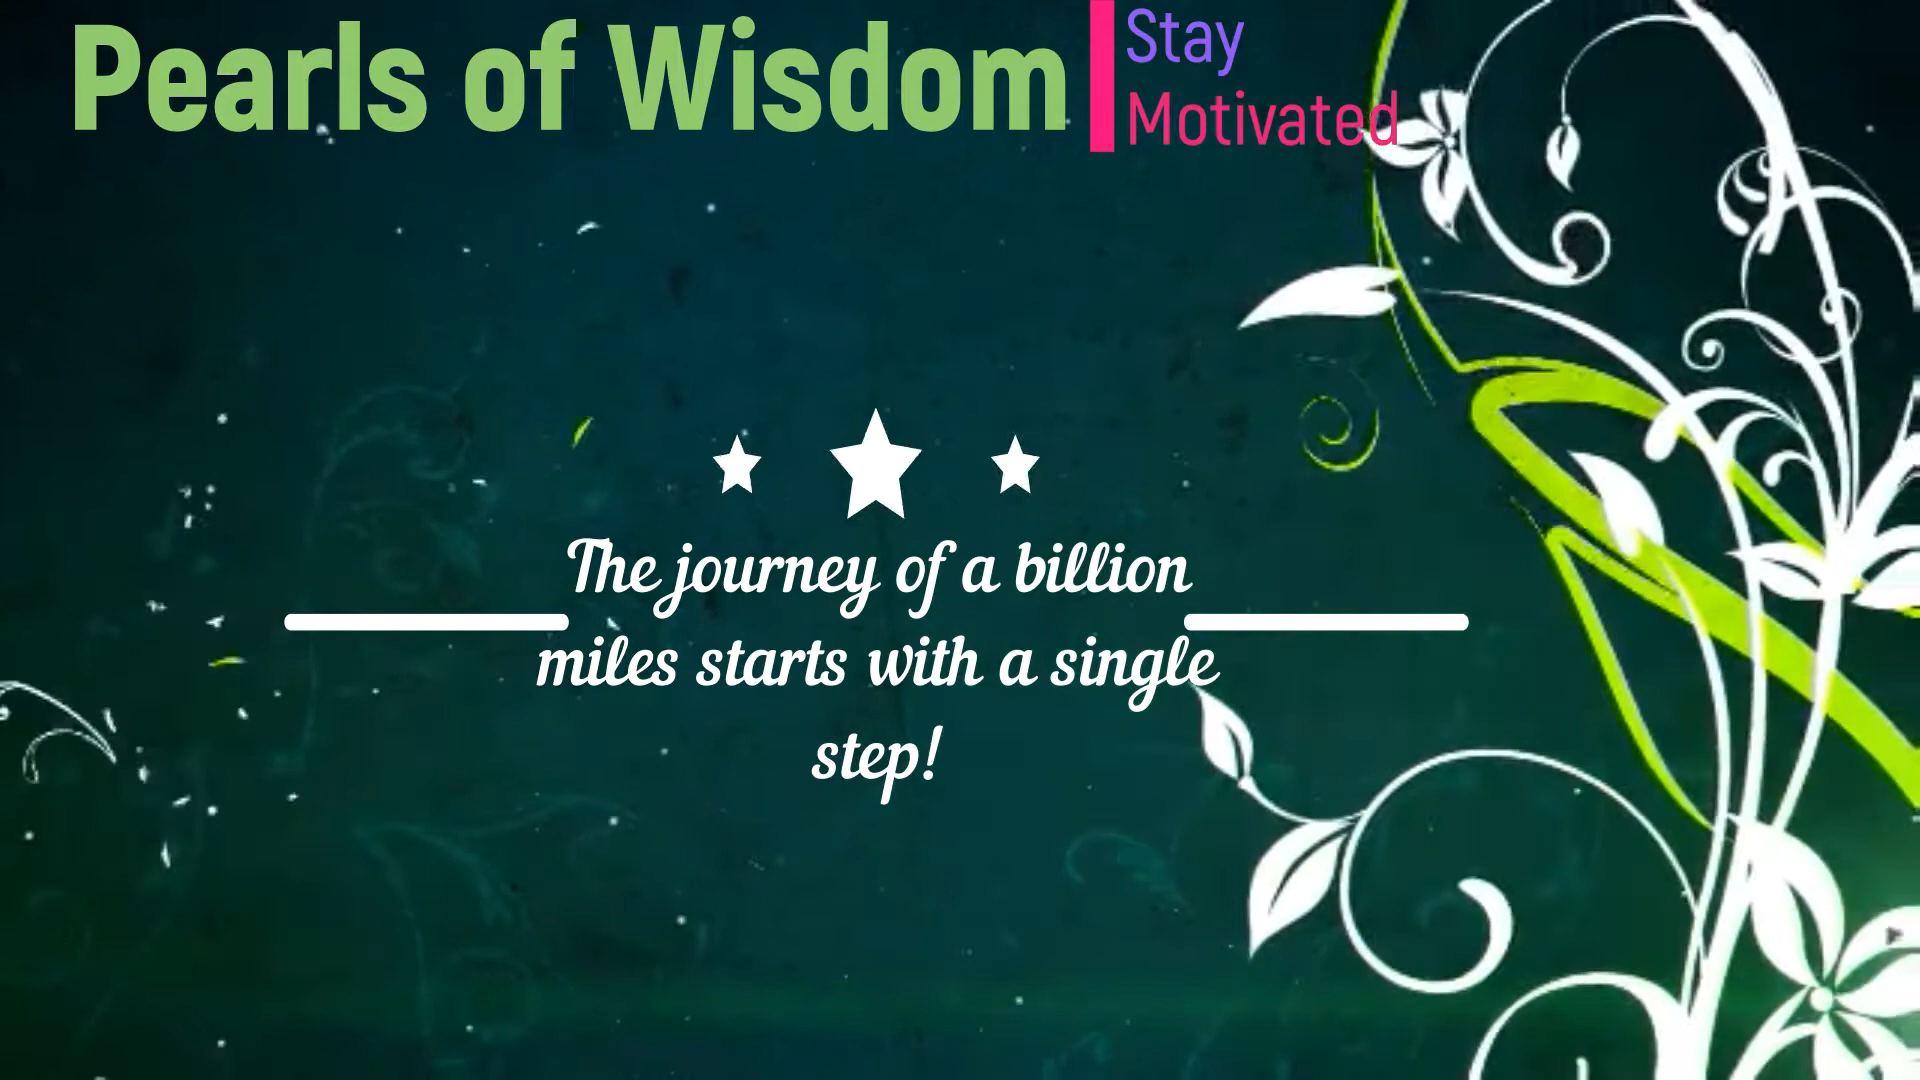 Pearls of Wisdom
Stay
Motivated
The journey of a billion
miles starts with a single
step!